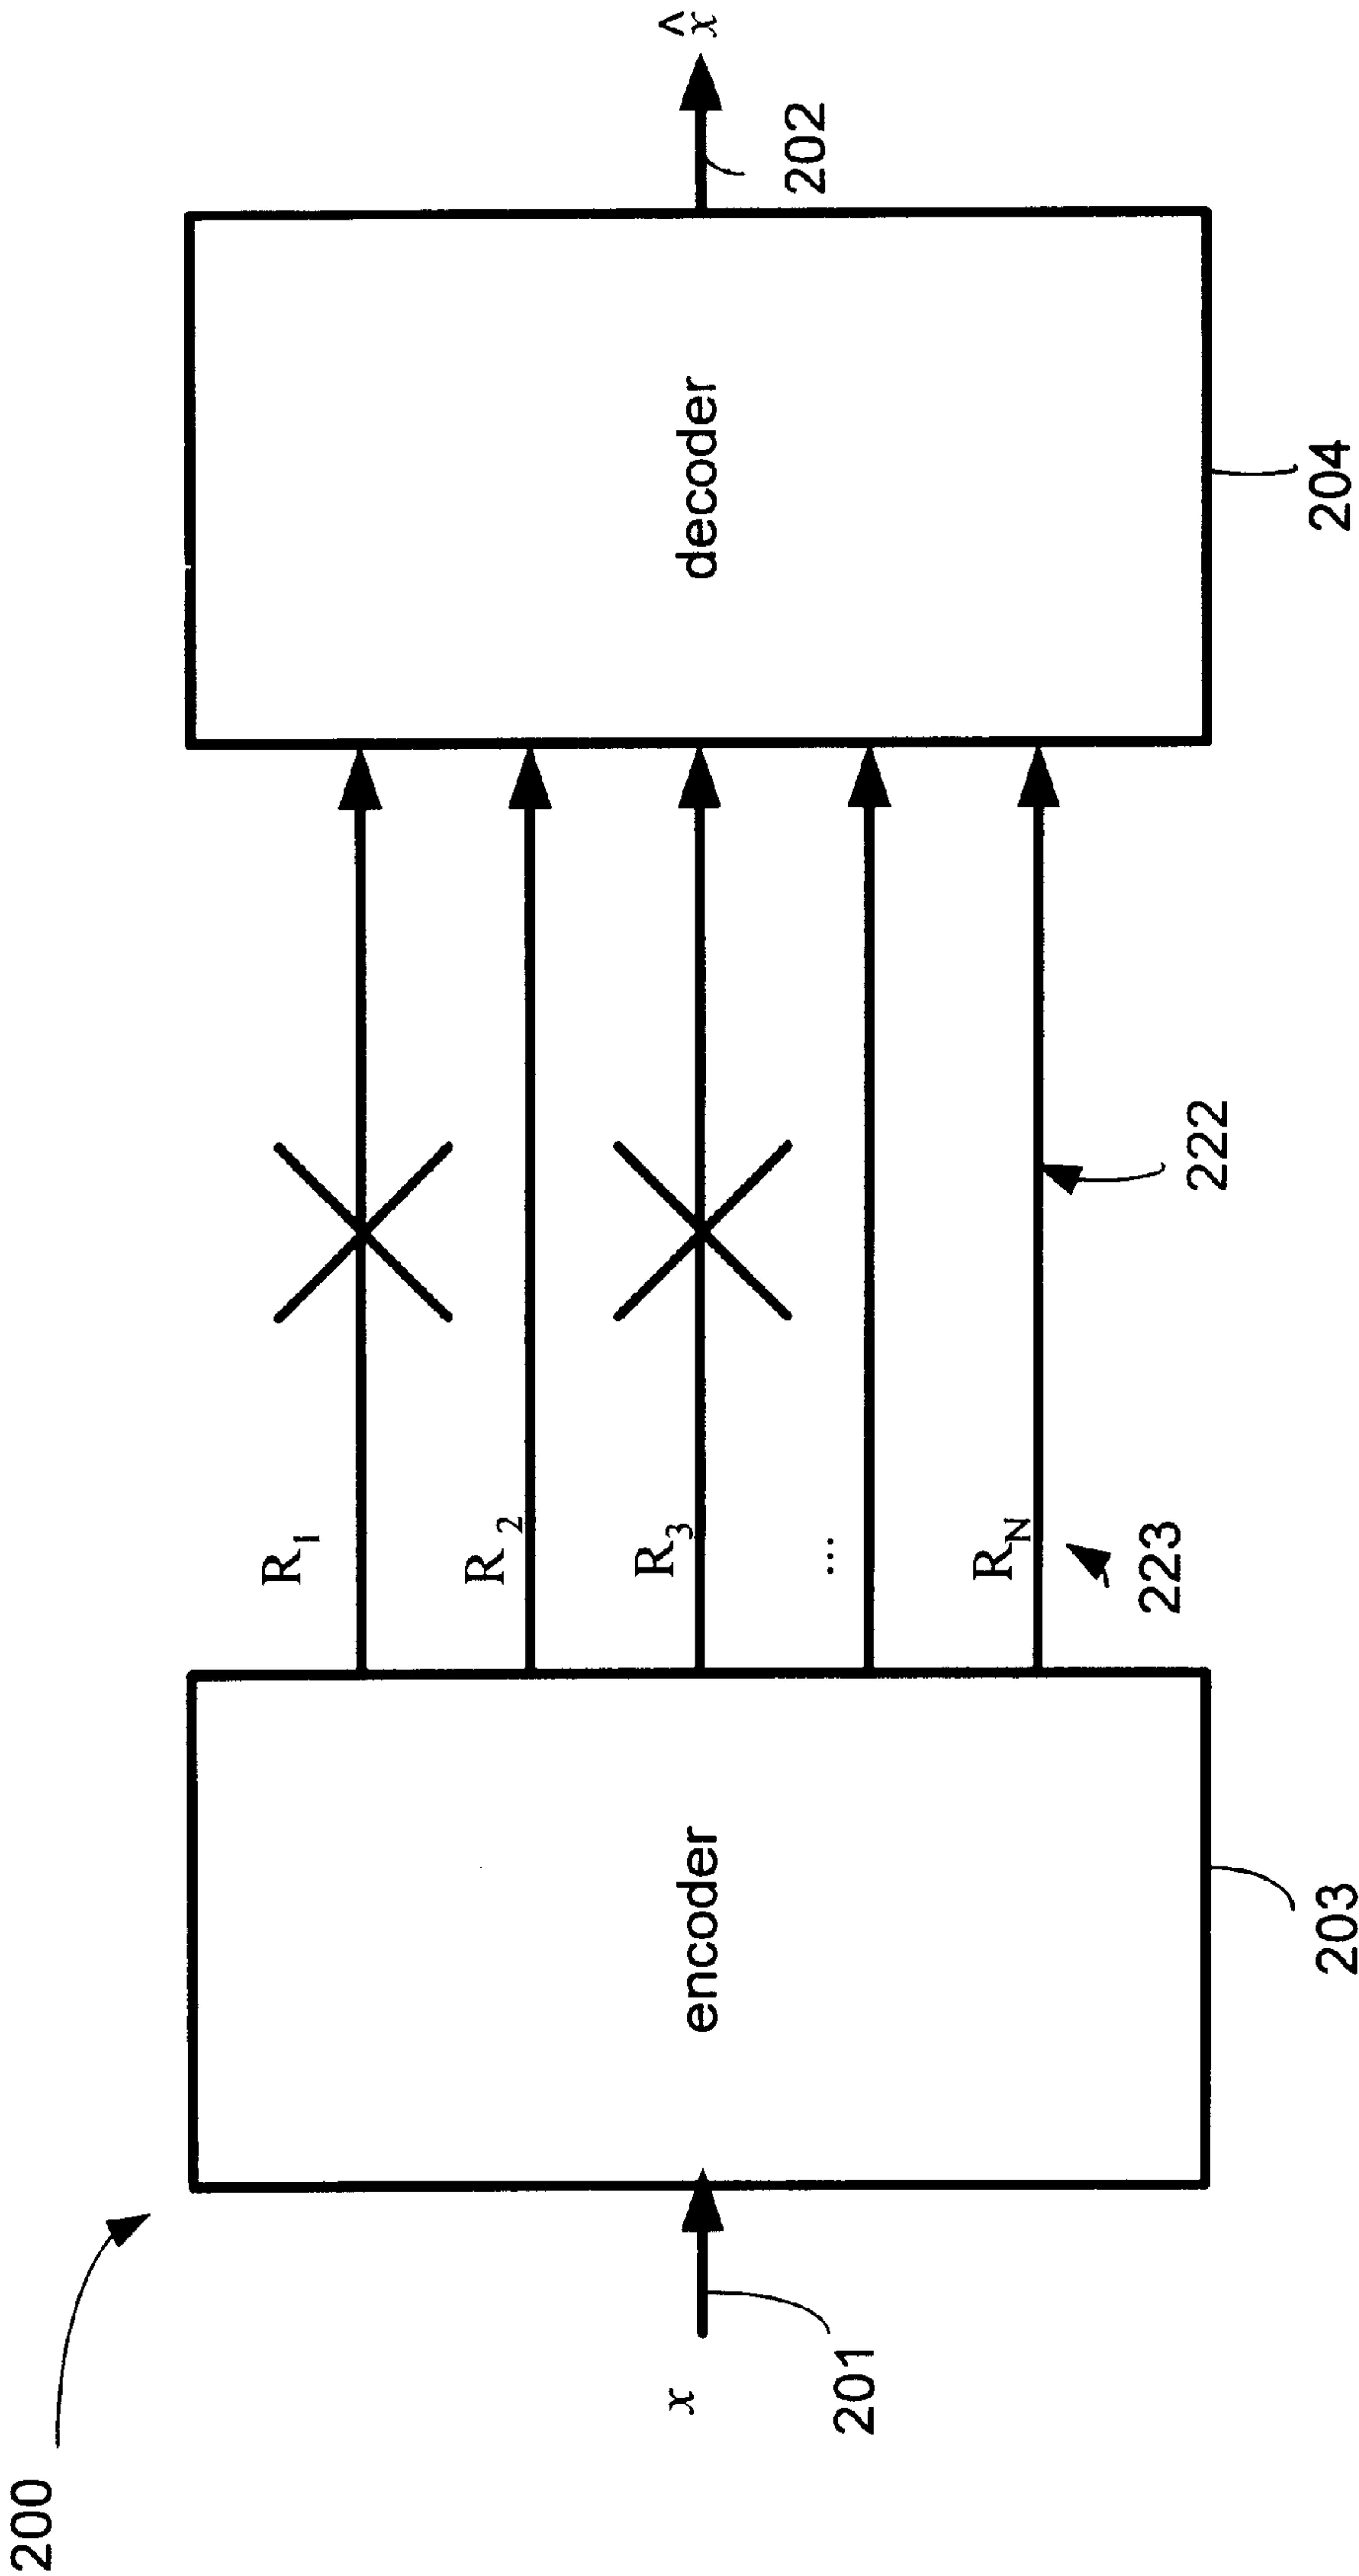 200
x
201
encoder
203
R1
R2
R3
...
RN
223
222
decoder
204
202
x̂